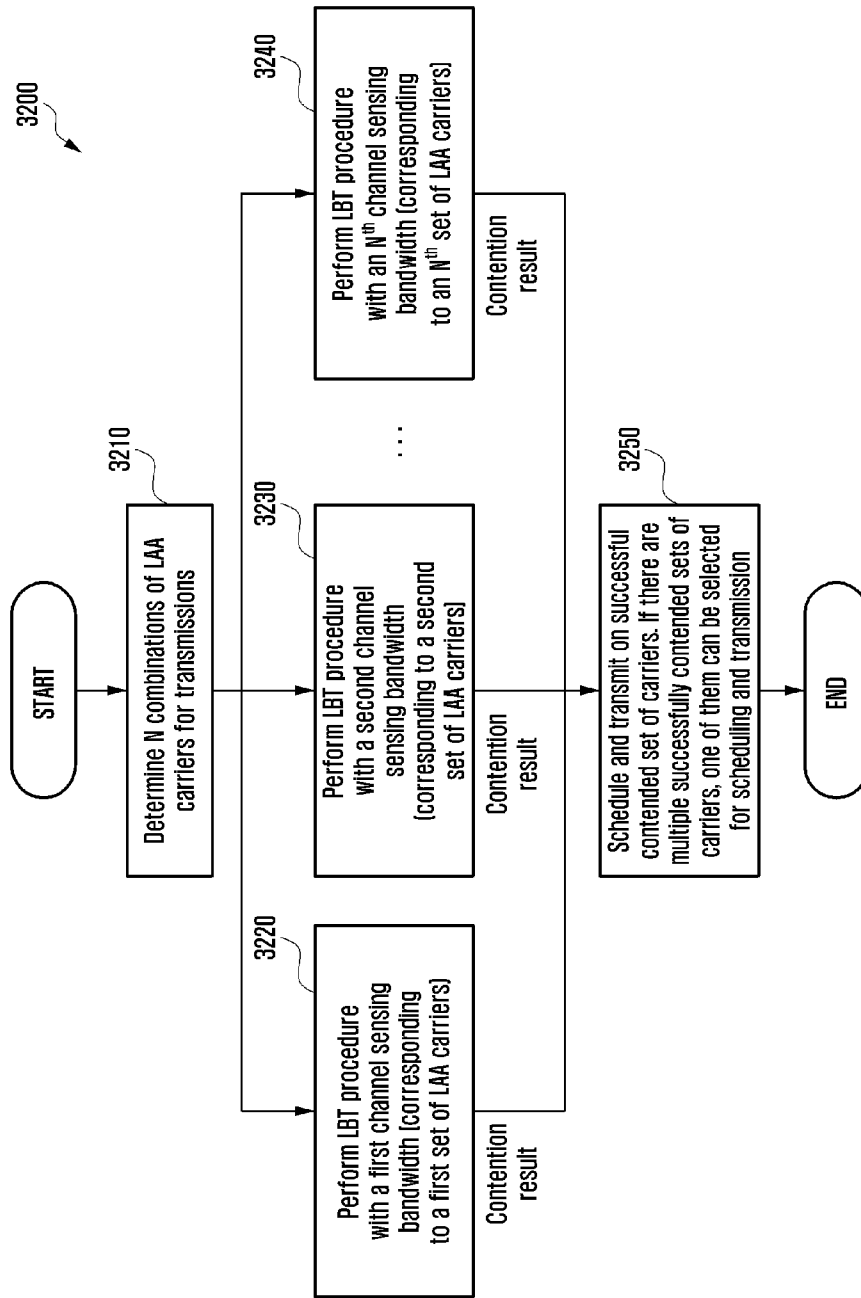 3200
START
3210
Determine N combinations of LAA
carriers for transmissions
3220
Perform LBT procedure
with a first channel sensing
bandwidth (corresponding
to a first set of LAA carriers)
Contention
result
3230
Perform LBT procedure
with a second channel
sensing bandwidth
(corresponding to a second
set of LAA carriers)
Contention
result
...
3240
Perform LBT procedure
with an Nth channel sensing
bandwidth (corresponding
to an Nth set of LAA carriers)
Contention
result
3250
Schedule and transmit on successful
contended set of carriers. If there are
multiple successfully contended sets of
carriers, one of them can be selected
for scheduling and transmission
END